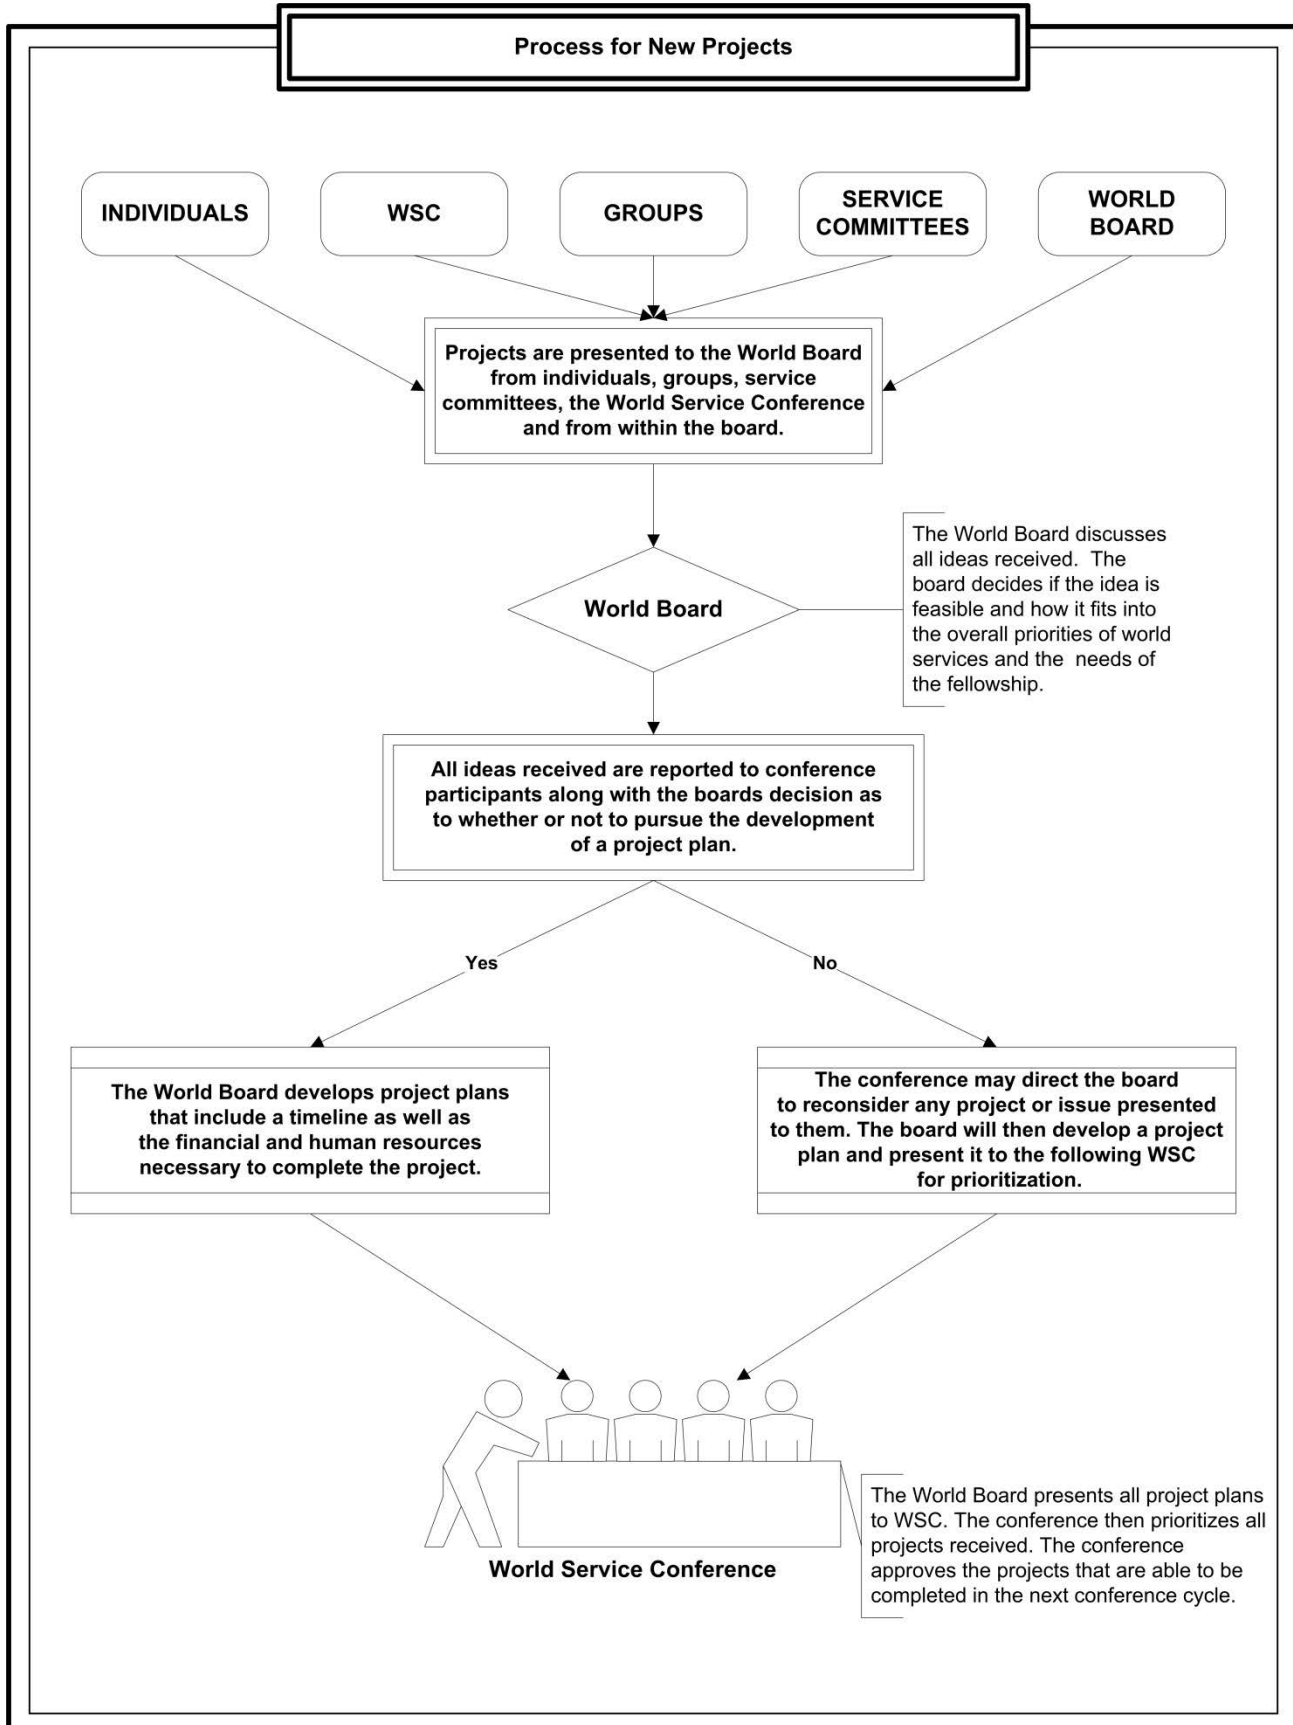 Process for New Projects
INDIVIDUALS
WSC
GROUPS
SERVICE
COMMITTEES
WORLD
BOARD
Projects are presented to the World Board
from individuals, groups, service
committees, the World Service Conference
and from within the board.
World Board
The World Board discusses
all ideas received.  The
board decides if the idea is
feasible and how it fits into
the overall priorities of world
services and the  needs of
the fellowship.
All ideas received are reported to conference
participants along with the boards decision as
to whether or not to pursue the development
of a project plan.
Yes
No
The World Board develops project plans
that include a timeline as well as
the financial and human resources
necessary to complete the project.
The conference may direct the board
to reconsider any project or issue presented
to them. The board will then develop a project
plan and present it to the following WSC
for prioritization.
World Service Conference
The World Board presents all project plans
to WSC. The conference then prioritizes all
projects received. The conference
approves the projects that are able to be
completed in the next conference cycle.